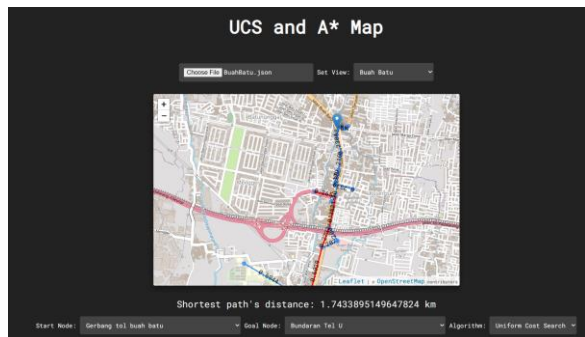 UCS and A* Map
Choose File BuahBatu.json Set View: Buah Batu
+
−
Leaflet | © OpenStreetMap contributors
Shortest path's distance: 1.7433895149647824 km
Start Node: Gerbang tol buah batu Goal Node: Bundaran Tel U Algorithm: Uniform Cost Search